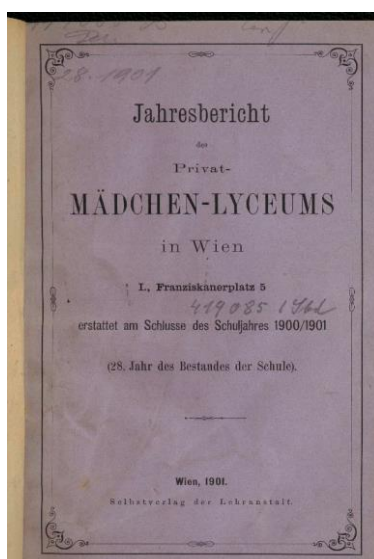 28. 1901
Jahresbericht
des
Privat-
MÄDCHEN-LYCEUMS
in Wien
I., Franziskanerplatz 5
419085 /
erstattet am Schlusse des Schuljahres 1900/1901
(28. Jahr des Bestandes der Schule).
Wien, 1901.
Selbstverlag der Lehranstalt.